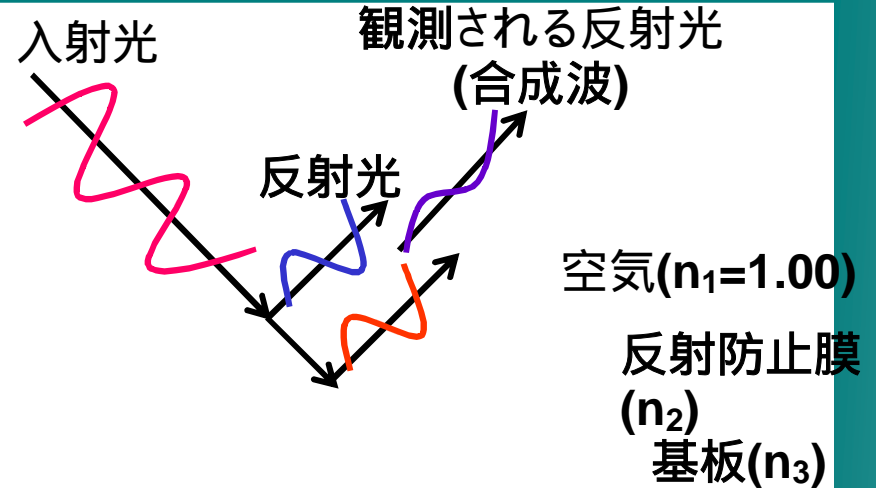 入射光
観測される反射光
(合成波)
反射光
空気(n₁=1.00)
反射防止膜
(n₂)
基板(n₃)